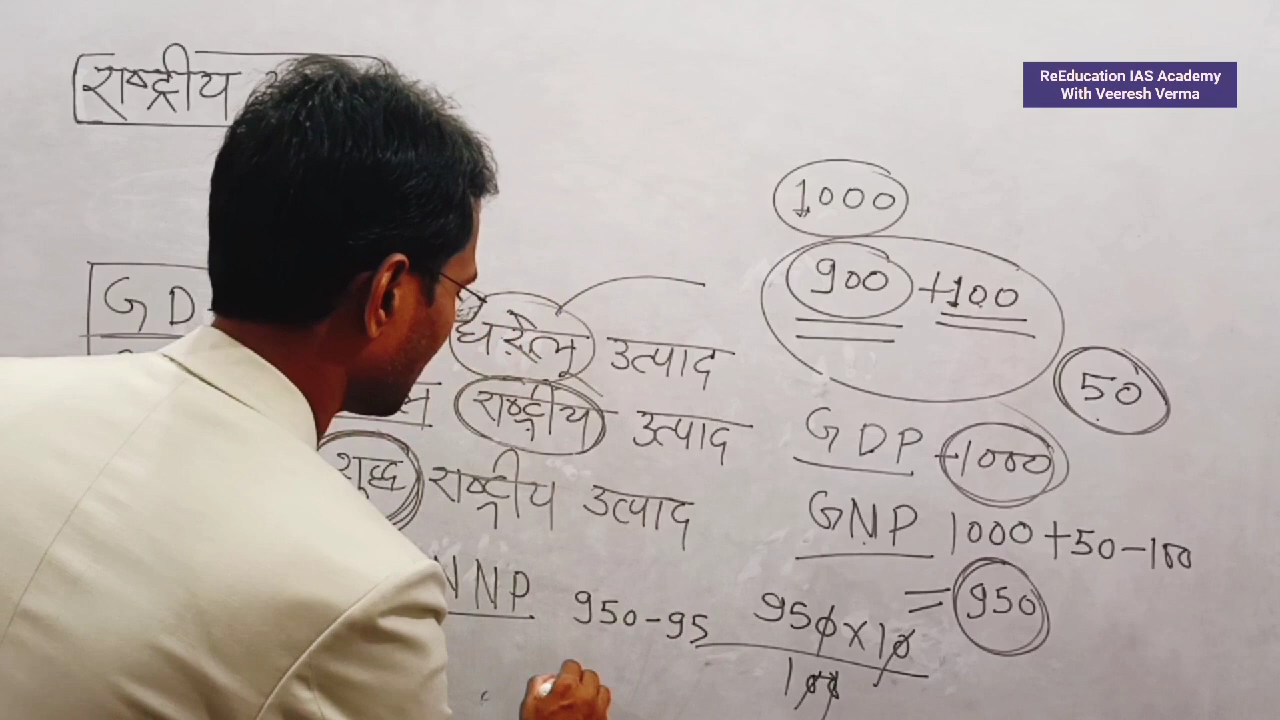 ReEducation IAS Academy
With Veeresh Verma
राष्ट्रीय
1000
900 +100
50
GD
घरेलू उत्पाद
राष्ट्रीय उत्पाद
GDP 1000
शुद्ध राष्ट्रीय उत्पाद
GNP 1000+50-100
= 950
NNP 950-95
950×10
100